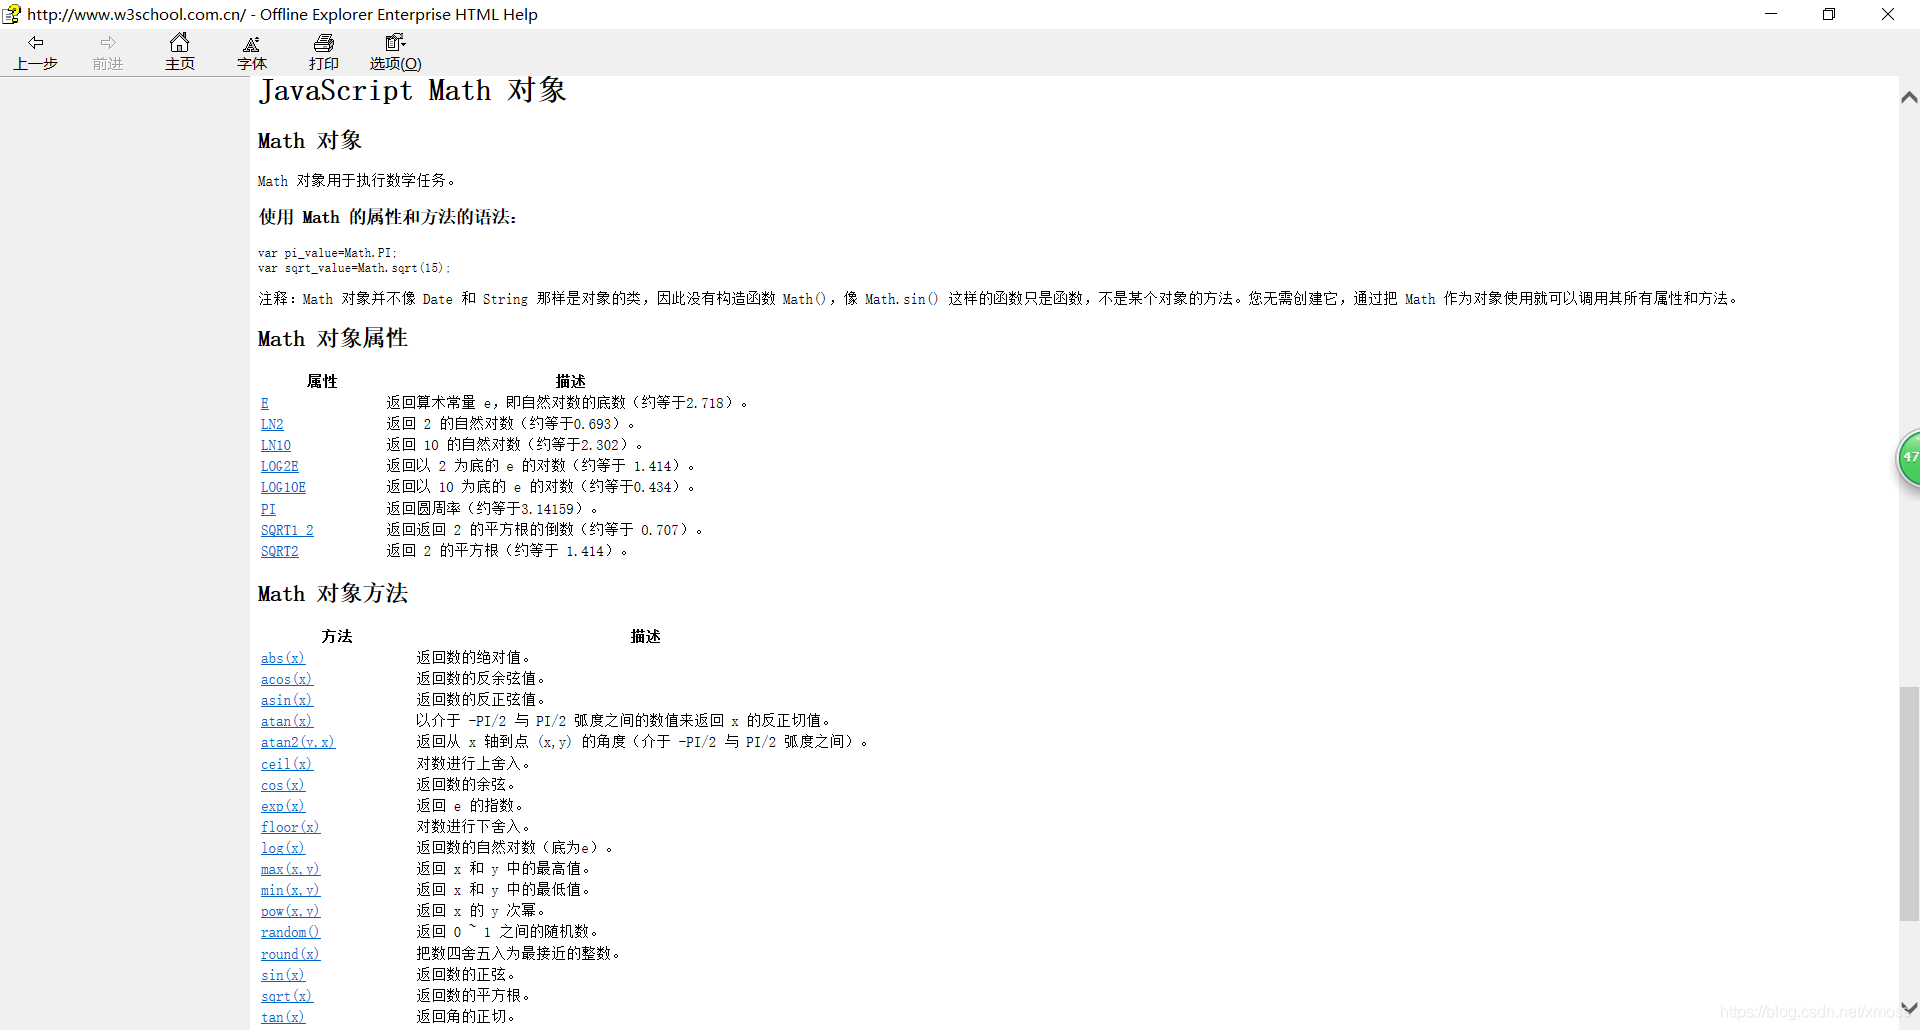 http://www.w3school.com.cn/ - Offline Explorer Enterprise HTML Help
上一步 前进 主页 字体 打印 选项(O)
JavaScript Math 对象
Math 对象
Math 对象用于执行数学任务。
使用 Math 的属性和方法的语法：
var pi_value=Math.PI;
var sqrt_value=Math.sqrt(15);
注释：Math 对象并不像 Date 和 String 那样是对象的类，因此没有构造函数 Math()，像 Math.sin() 这样的函数只是函数，不是某个对象的方法。您无需创建它，通过把 Math 作为对象使用就可以调用其所有属性和方法。
Math 对象属性
属性 描述
E 返回算术常量 e，即自然对数的底数（约等于2.718）。
LN2 返回 2 的自然对数（约等于0.693）。
LN10 返回 10 的自然对数（约等于2.302）。
LOG2E 返回以 2 为底的 e 的对数（约等于 1.414）。
LOG10E 返回以 10 为底的 e 的对数（约等于0.434）。
PI 返回圆周率（约等于3.14159）。
SQRT1_2 返回返回 2 的平方根的倒数（约等于 0.707）。
SQRT2 返回 2 的平方根（约等于 1.414）。
47
Math 对象方法
方法 描述
abs(x) 返回数的绝对值。
acos(x) 返回数的反余弦值。
asin(x) 返回数的反正弦值。
atan(x) 以介于 -PI/2 与 PI/2 弧度之间的数值来返回 x 的反正切值。
atan2(y,x) 返回从 x 轴到点 (x,y) 的角度（介于 -PI/2 与 PI/2 弧度之间）。
ceil(x) 对数进行上舍入。
cos(x) 返回数的余弦。
exp(x) 返回 e 的指数。
floor(x) 对数进行下舍入。
log(x) 返回数的自然对数（底为e）。
max(x,y) 返回 x 和 y 中的最高值。
min(x,y) 返回 x 和 y 中的最低值。
pow(x,y) 返回 x 的 y 次幂。
random() 返回 0 ~ 1 之间的随机数。
round(x) 把数四舍五入为最接近的整数。
sin(x) 返回数的正弦。
sqrt(x) 返回数的平方根。
tan(x) 返回角的正切。